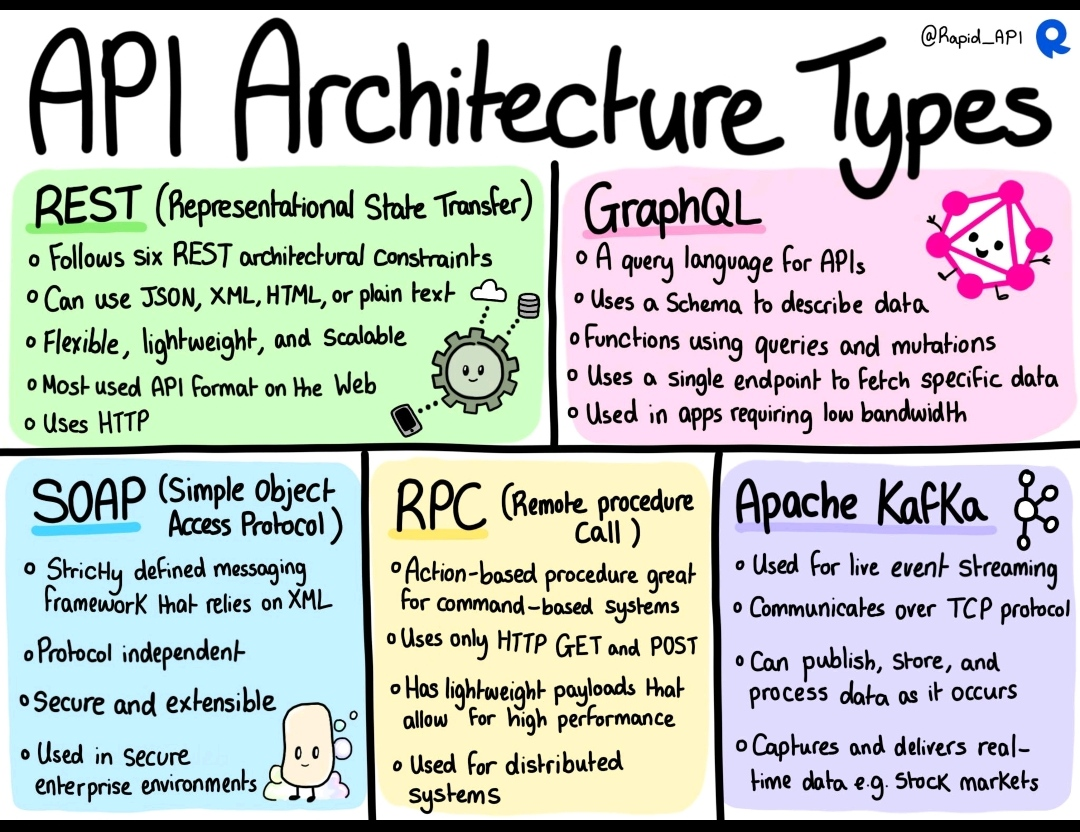 @Rapid_API
API Architecture Types
REST (Representational State Transfer)
o Follows six REST architectural constraints
o Can use JSON, XML, HTML, or plain text
o Flexible, lightweight, and scalable
o Most used API format on the Web
o Uses HTTP
GraphQL
o A query language for APIs
o Uses a schema to describe data
o Functions using queries and mutations
o Uses a single endpoint to fetch specific data
o Used in apps requiring low bandwidth
SOAP (Simple Object
Access Protocol)
o Strictly defined messaging
framework that relies on XML
o Protocol independent
o Secure and extensible
o Used in secure
enterprise environments
RPC (Remote procedure
Call)
o Action-based procedure great
for command-based systems
o Uses only HTTP GET and POST
o Has lightweight payloads that
allow for high performance
o Used for distributed
systems
Apache Kafka
o Used for live event streaming
o Communicates over TCP protocol
o Can publish, store, and
process data as it occurs
o Captures and delivers real-
time data e.g. stock markets